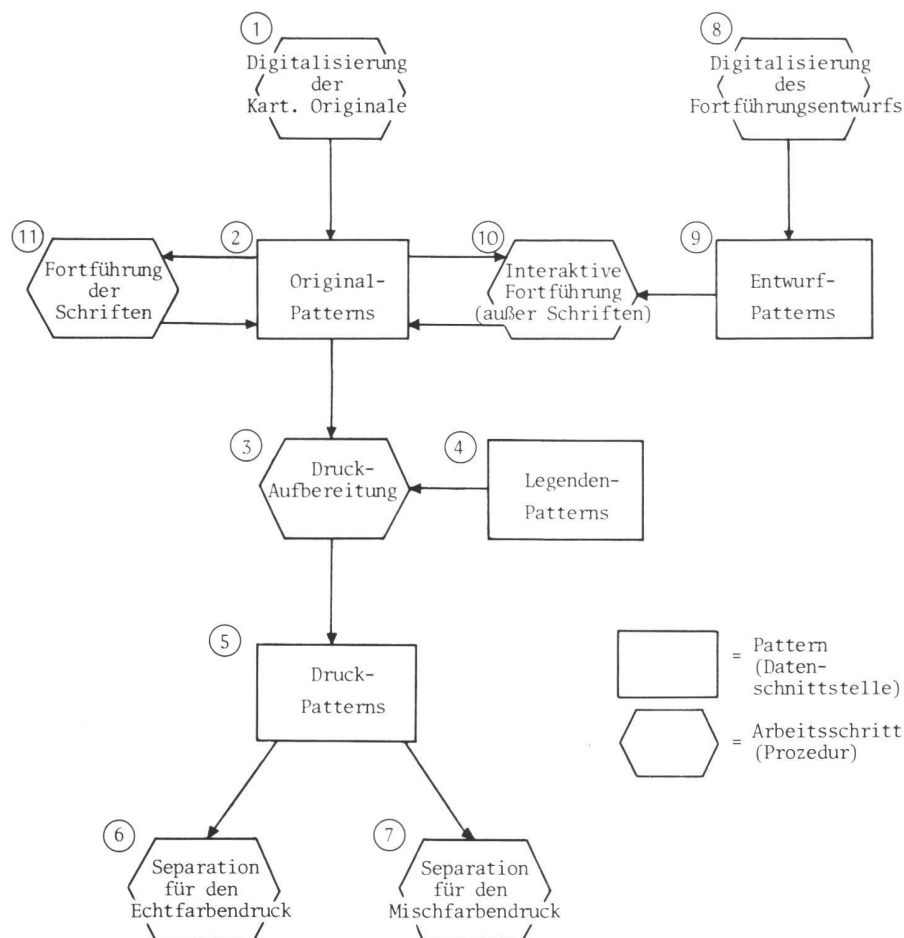 1
Digitalisierung
der
Kart. Originale
8
Digitalisierung
des
Fortführungsentwurfs
11
Fortführung
der
Schriften
2
Original-
Patterns
10
Interaktive
Fortführung
(außer Schriften)
9
Entwurf-
Patterns
3
Druck-
Aufbereitung
4
Legenden-
Patterns
5
Druck-
Patterns
= Pattern
(Daten-
schnittstelle)
= Arbeitsschritt
(Prozedur)
6
Separation
für den
Echtfarbendruck
7
Separation
für den
Mischfarbendruck